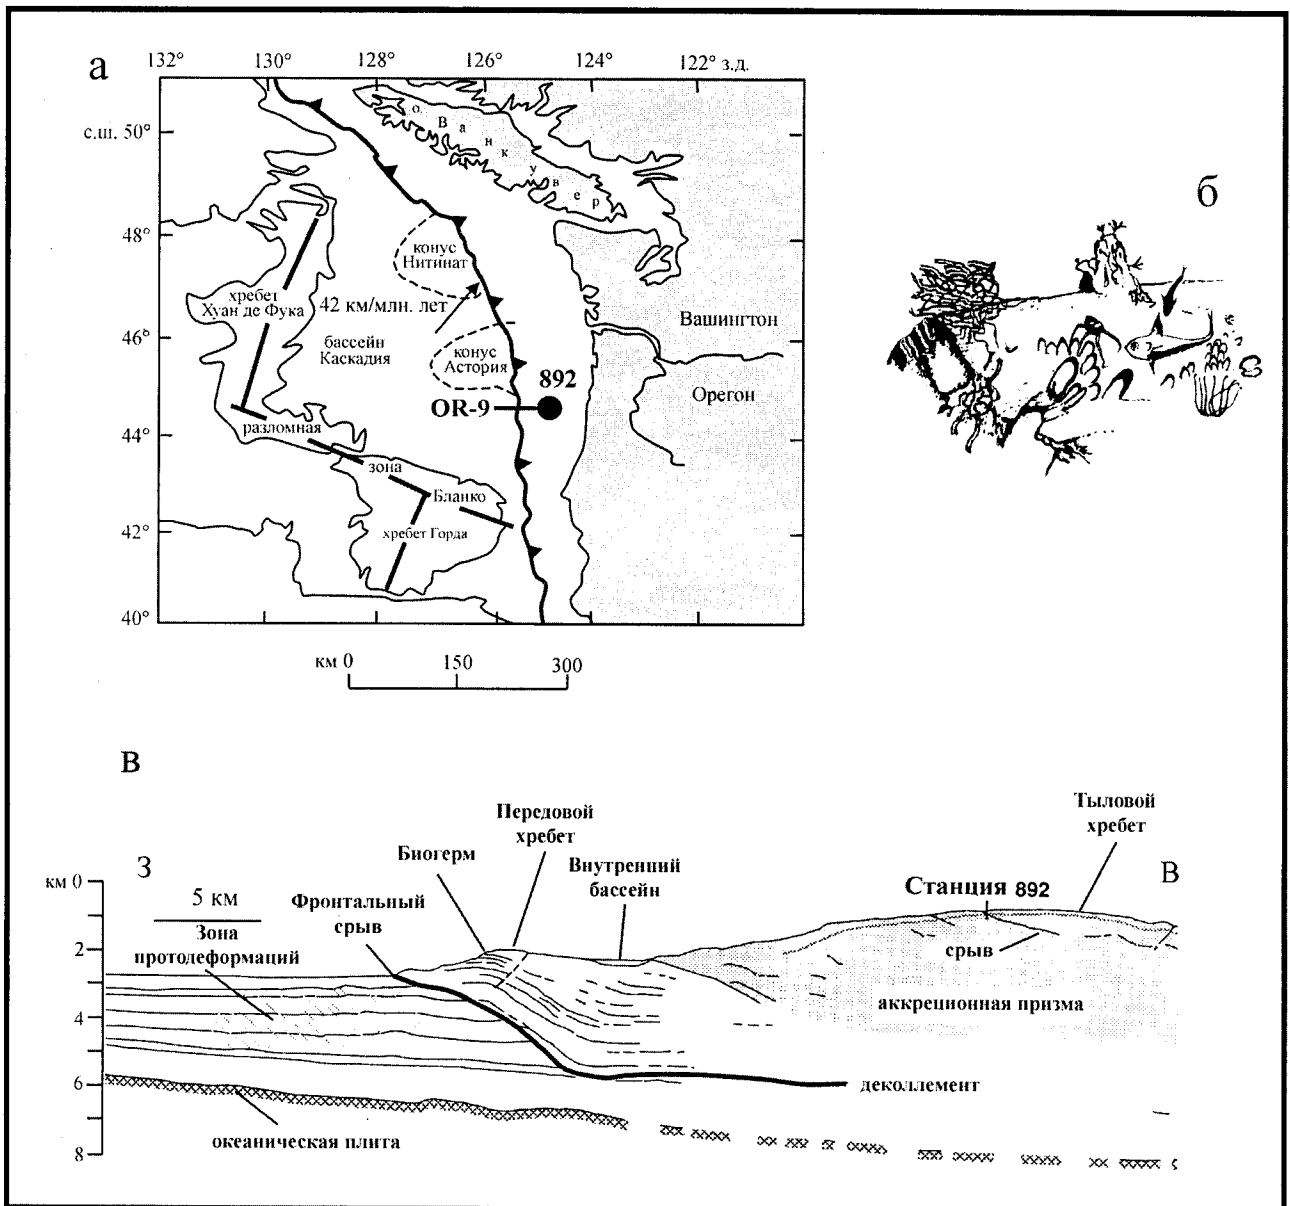 а
132° 130° 128° 126° 124° 122° з.д.
с.ш. 50°
о. Ванкувер
48°
конус
Нитинат
хребет
Хуан де Фука
42 км/млн. лет
46°
бассейн
Каскадия
конус
Астория
Вашингтон
892
OR-9
Орегон
44°
разломная
зона
Бланко
42°
хребет Горда
40°
км 0 150 300
б
в
Передовой
хребет
Тыловой
хребет
Биогерм
Внутренний
бассейн
З
В
км 0
5 км
Фронтальный
срыв
Станция 892
Зона
протодеформаций
2
срыв
аккреционная призма
4
6
деколлемент
океаническая плита
8